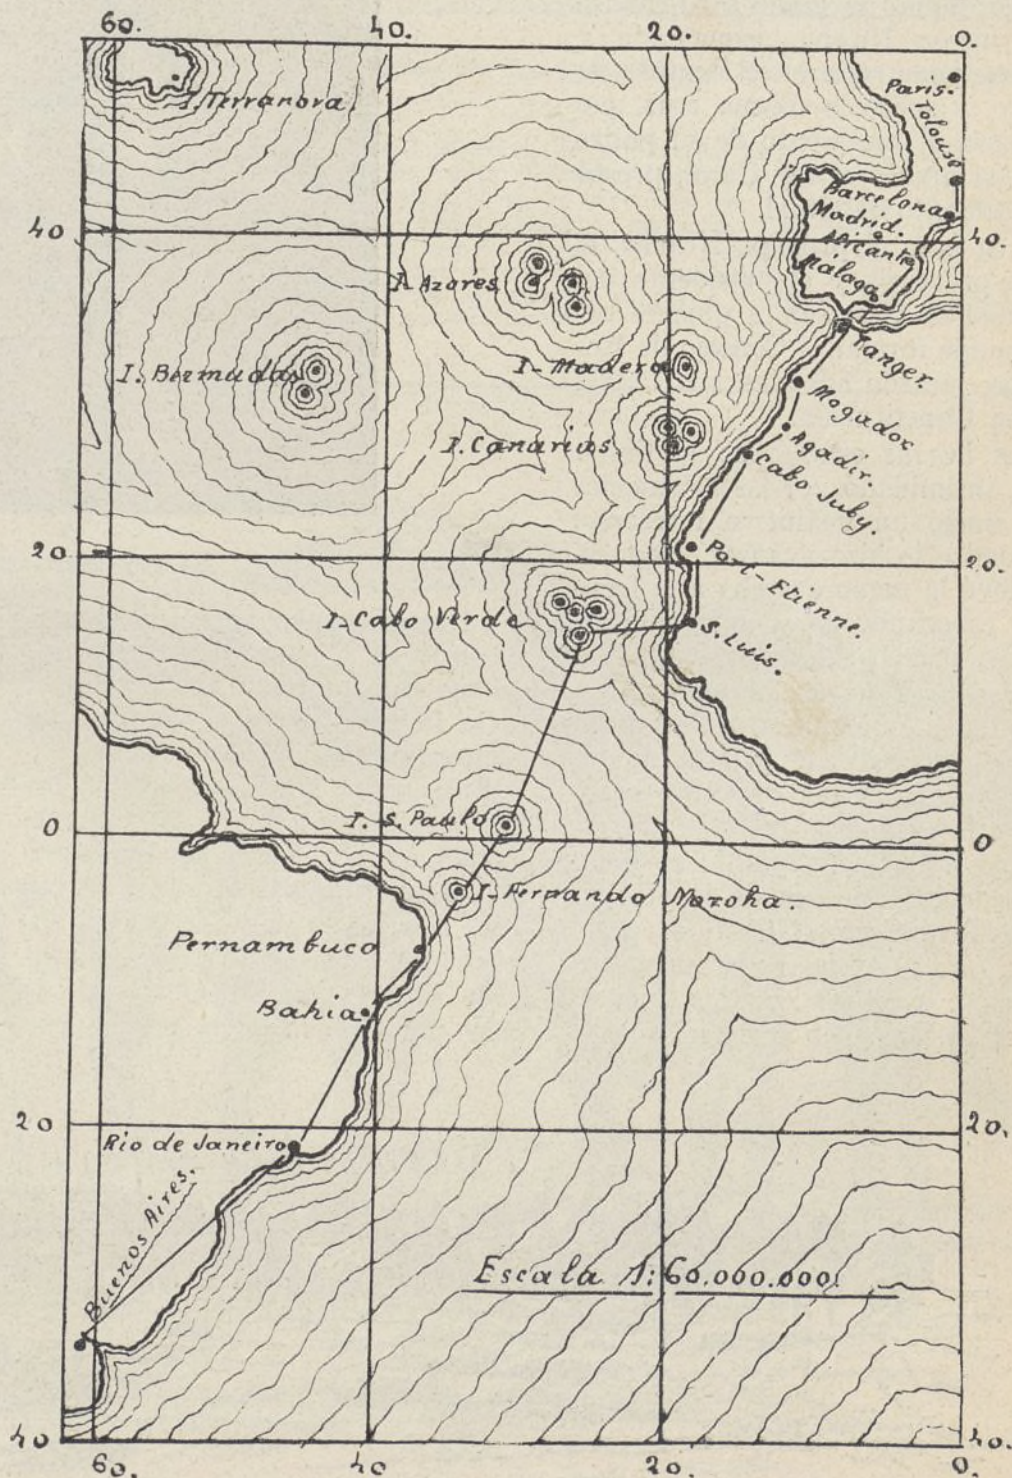 60. 40. 20. 0.
Paris.
I. Terranova.
Tolouse.
Barcelona
Madrid.
40. 40.
Alicante
I. Azores
Málaga
Tanger.
I. Bermudas
I- Madera
Mogador
I. Canarias
Agadir.
Cabo Juby.
20. 20.
Port-Etienne.
I- Cabo Verde
S. Luis.
I. S. Paulo
0 0
I- Fernando Noroha.
Pernambuco
Bahia
20. 20.
Rio de Janeiro
Buenos Aires.
Escala 1:60.000.000.
40 40.
60. 40 20. 0.